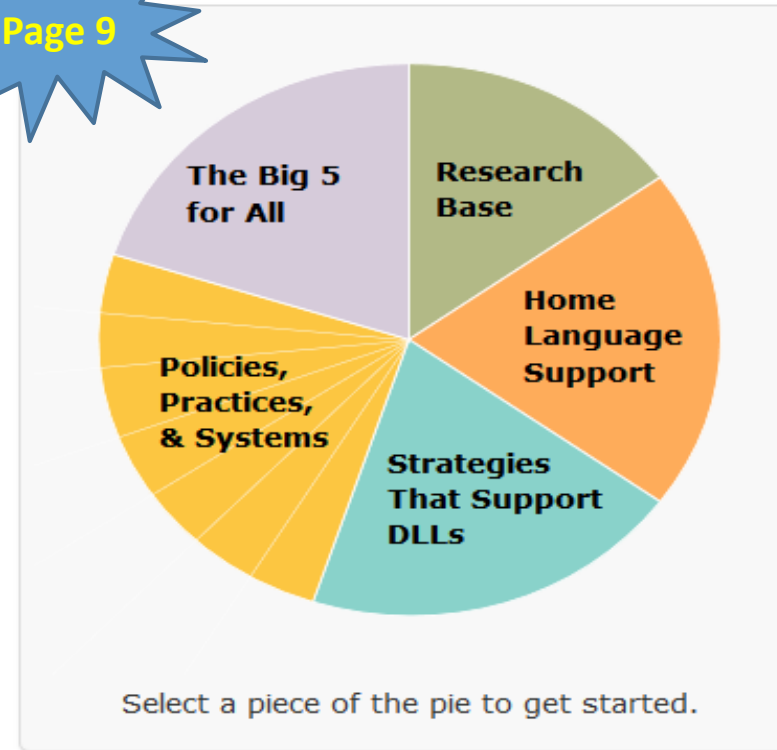 Page 9
The Big 5
for All
Research
Base
Home
Language
Support
Policies,
Practices,
& Systems
Strategies
That Support
DLLs
Select a piece of the pie to get started.